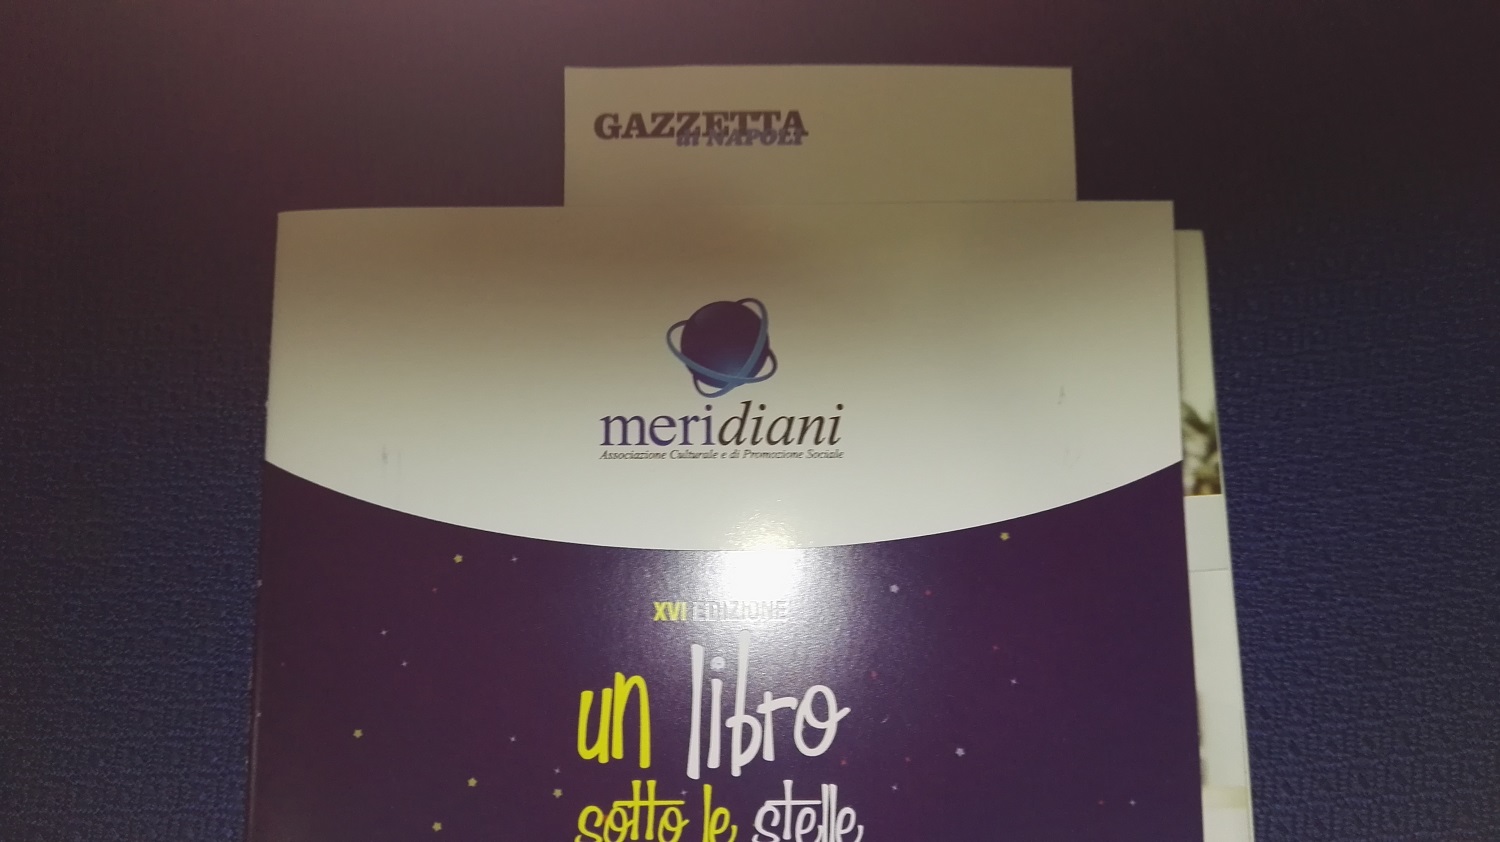 GAZZETTA
di NAPOLI
meridiani
Associazione Culturale e di Promozione Sociale
XVI EDIZIONE
un libro
sotto le stelle